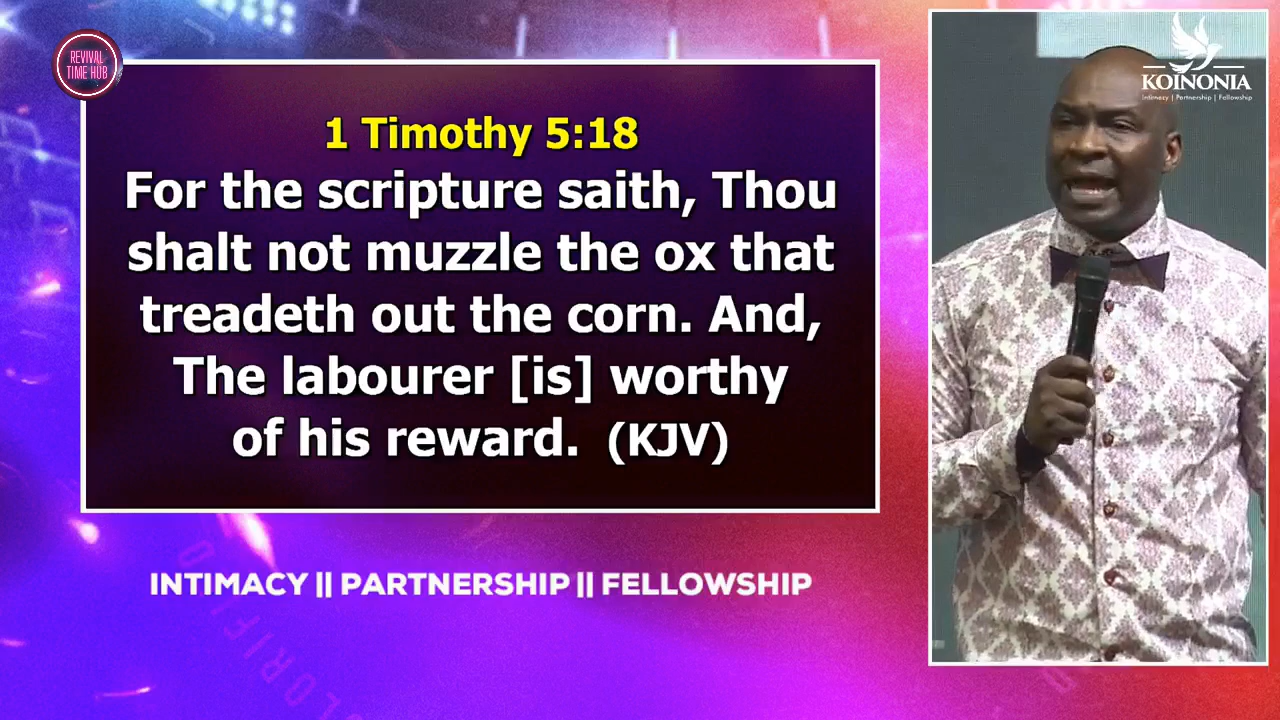 REVIVAL
TIME HUB
KOINONIA
Intimacy | Partnership | Fellowship
1 Timothy 5:18
For the scripture saith, Thou
shalt not muzzle the ox that
treadeth out the corn. And,
The labourer [is] worthy
of his reward. (KJV)
INTIMACY || PARTNERSHIP || FELLOWSHIP